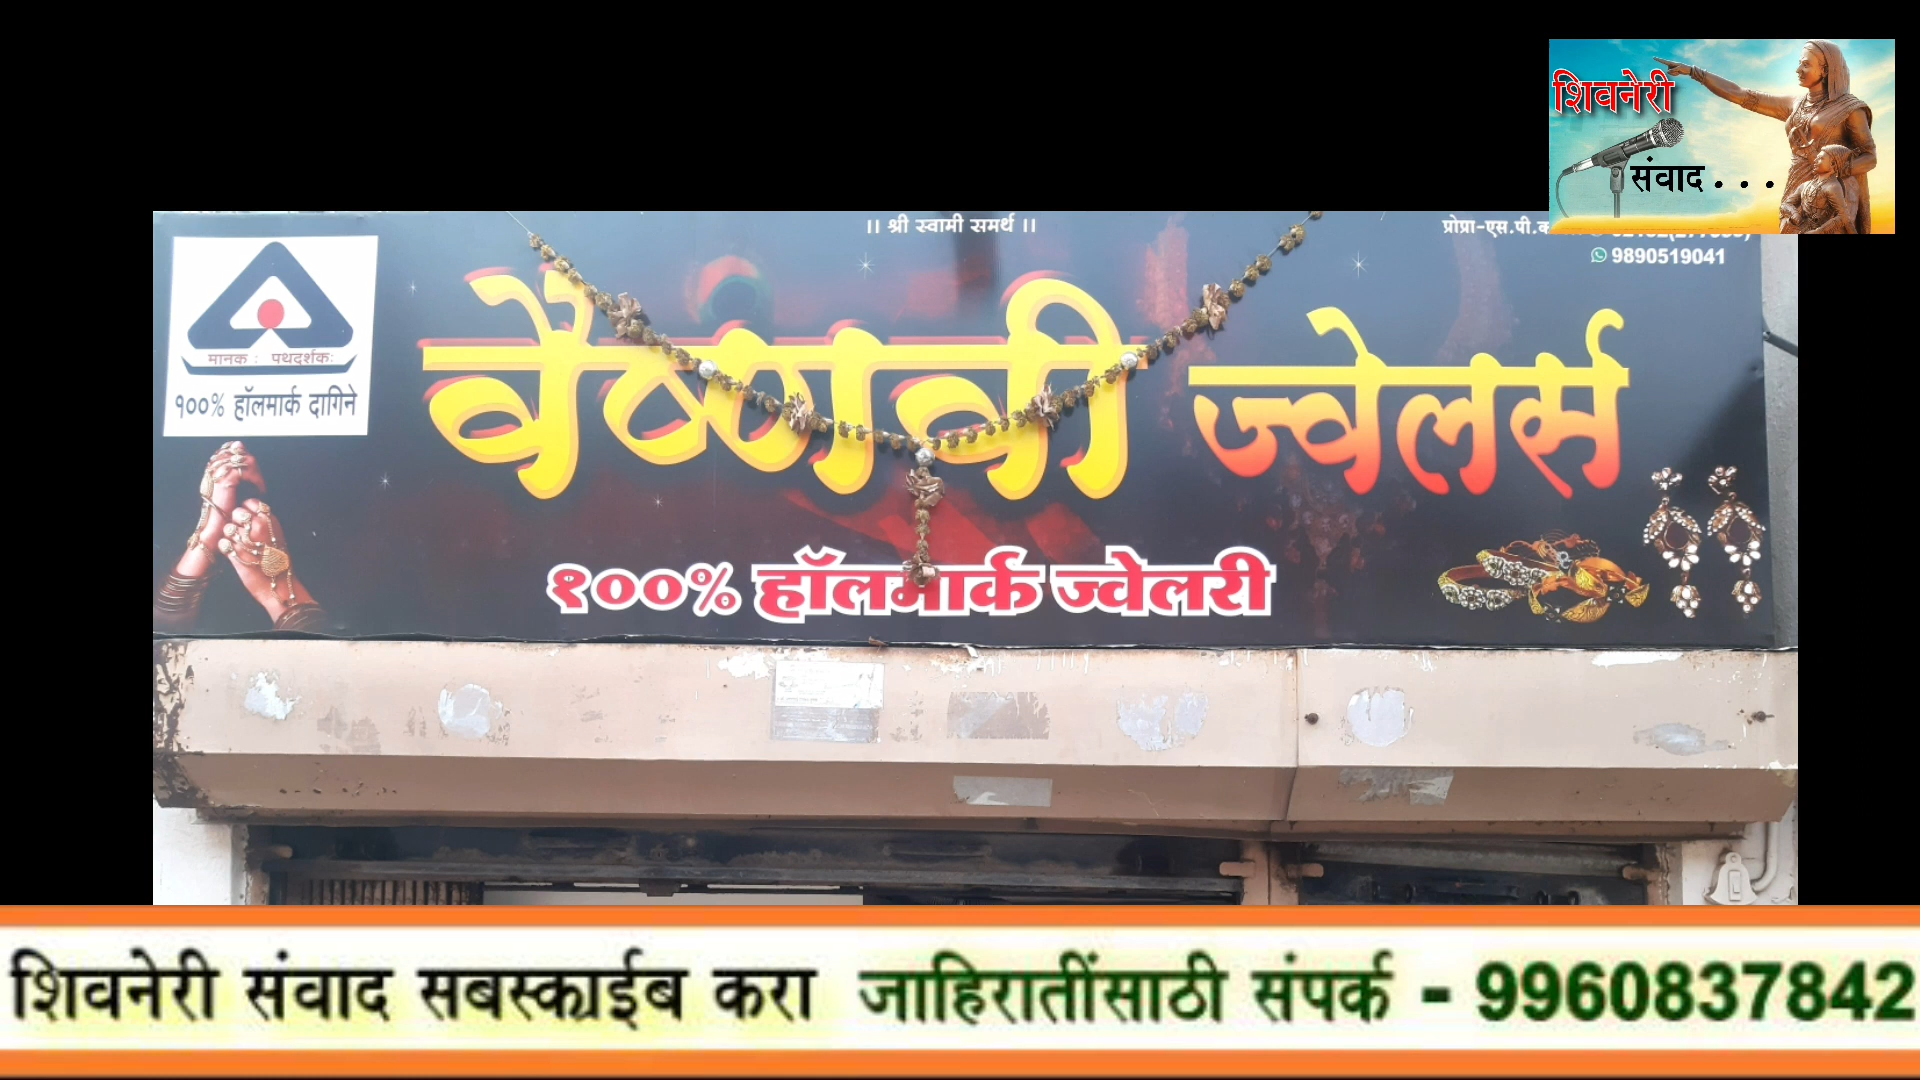 शिवनेरी
संवाद . . .
।। श्री स्वामी समर्थ ।।
प्रोप्रा-एस.पी.
9890519041
वैष्णवी ज्वेलर्स
मानक : पथदर्शकः
१००% हॉलमार्क दागिने
१००% हॉलमार्क ज्वेलरी
शिवनेरी संवाद सबस्क्राईब करा जाहिरातींसाठी संपर्क - 9960837842